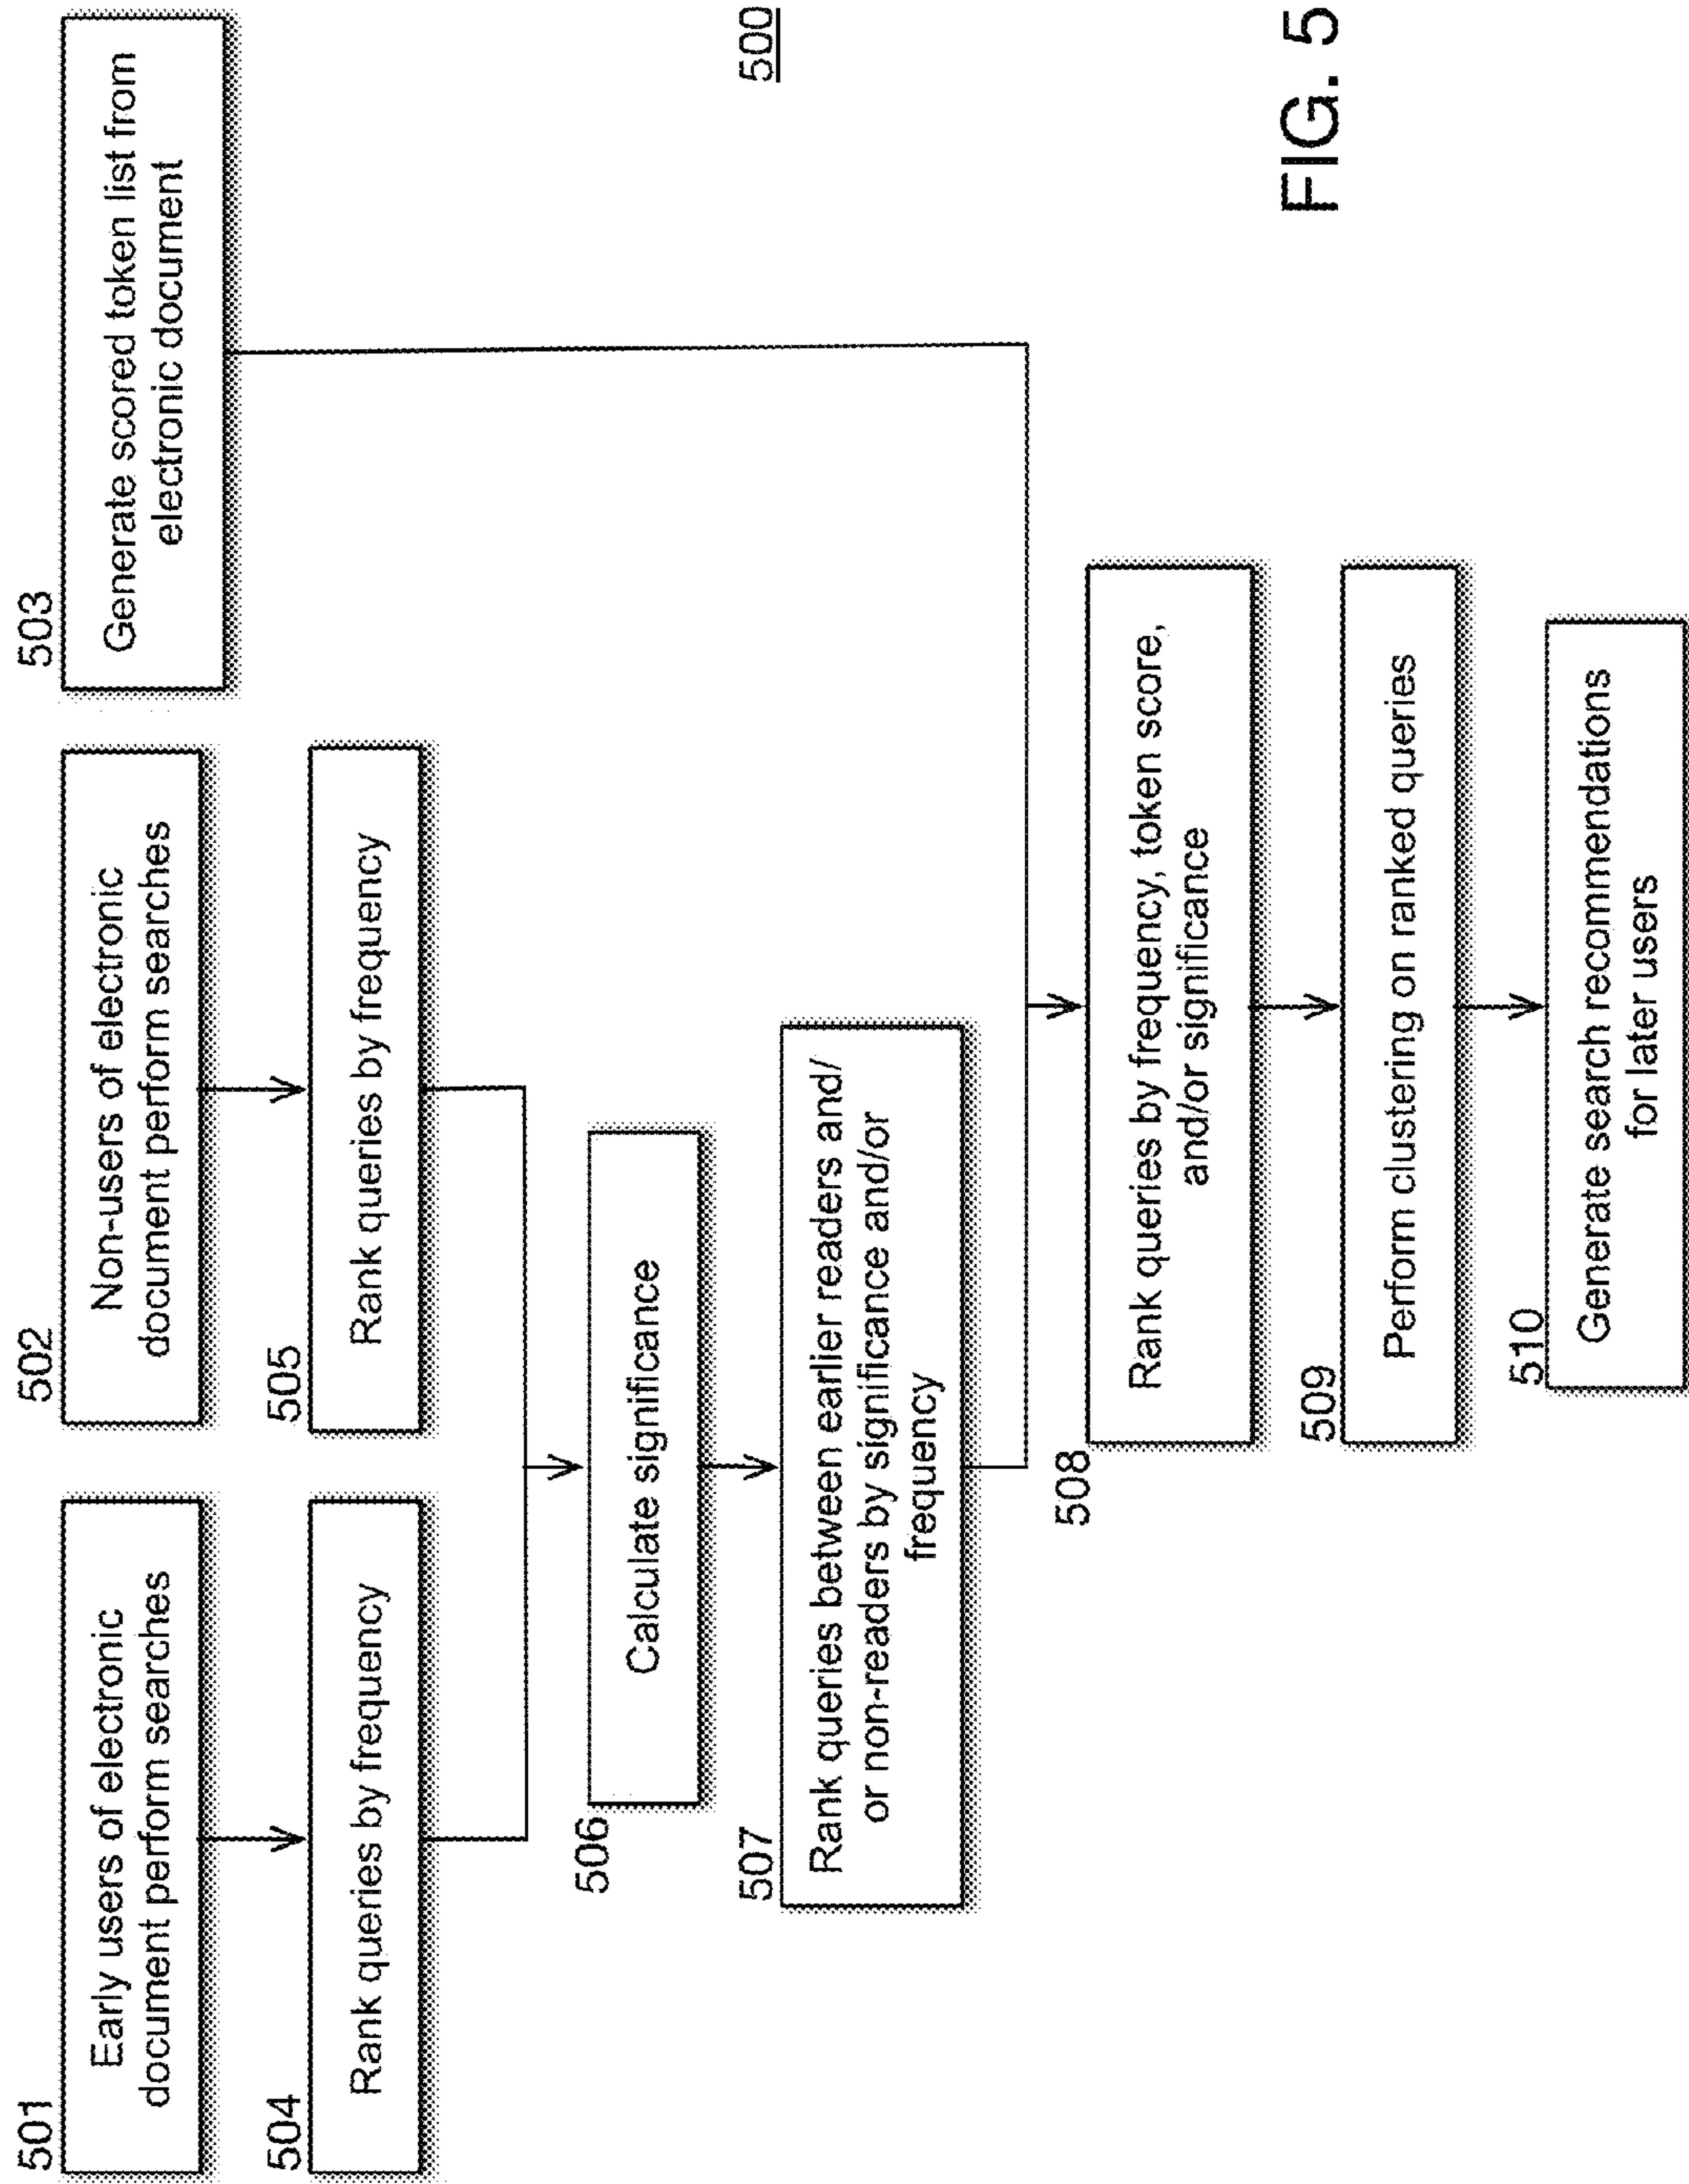 501
Early users of electronic
document perform searches
502
Non-users of electronic
document perform searches
503
Generate scored token list from
electronic document
504
Rank queries by frequency
505
Rank queries by frequency
506
Calculate significance
507
Rank queries between earlier readers and/
or non-readers by significance and/or
frequency
500
508
Rank queries by frequency, token score,
and/or significance
509
Perform clustering on ranked queries
510
Generate search recommendations
for later users
FIG. 5